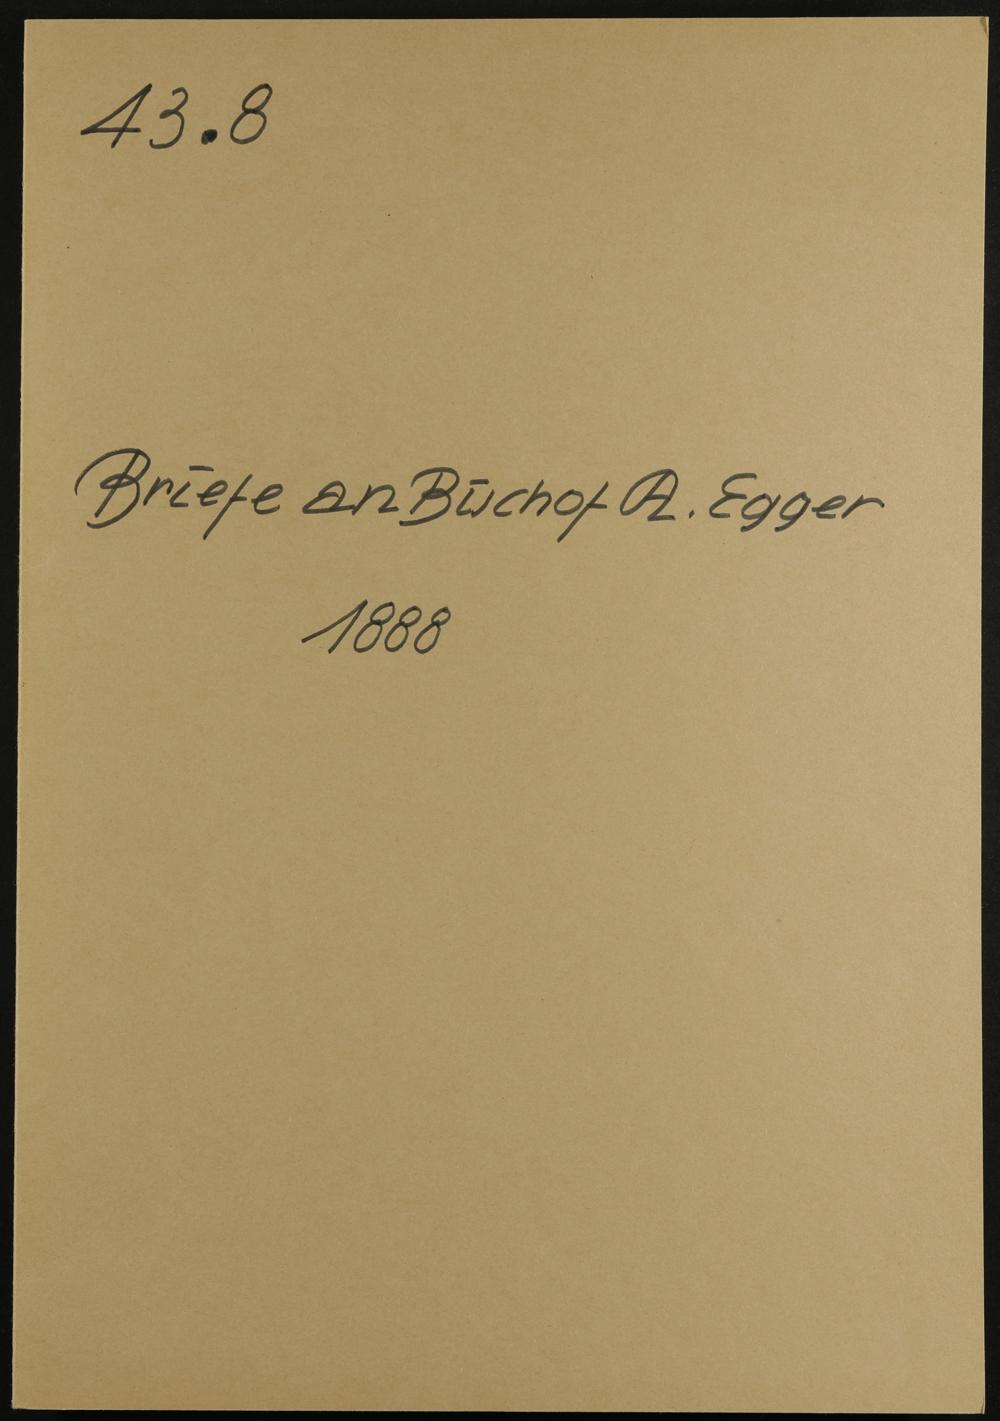 43.8
Briefe an Bischof A. Egger
1888